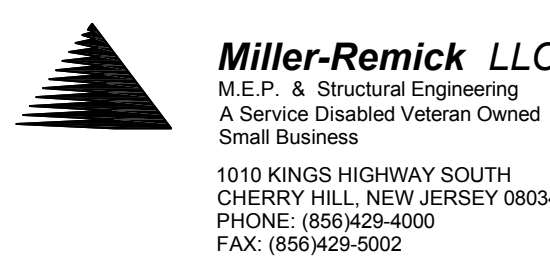 Miller-Remick LLC
M.E.P. & Structural Engineering
A Service Disabled Veteran Owned
Small Business
1010 KINGS HIGHWAY SOUTH
CHERRY HILL, NEW JERSEY 08034
PHONE: (856)429-4000
FAX: (856)429-5002